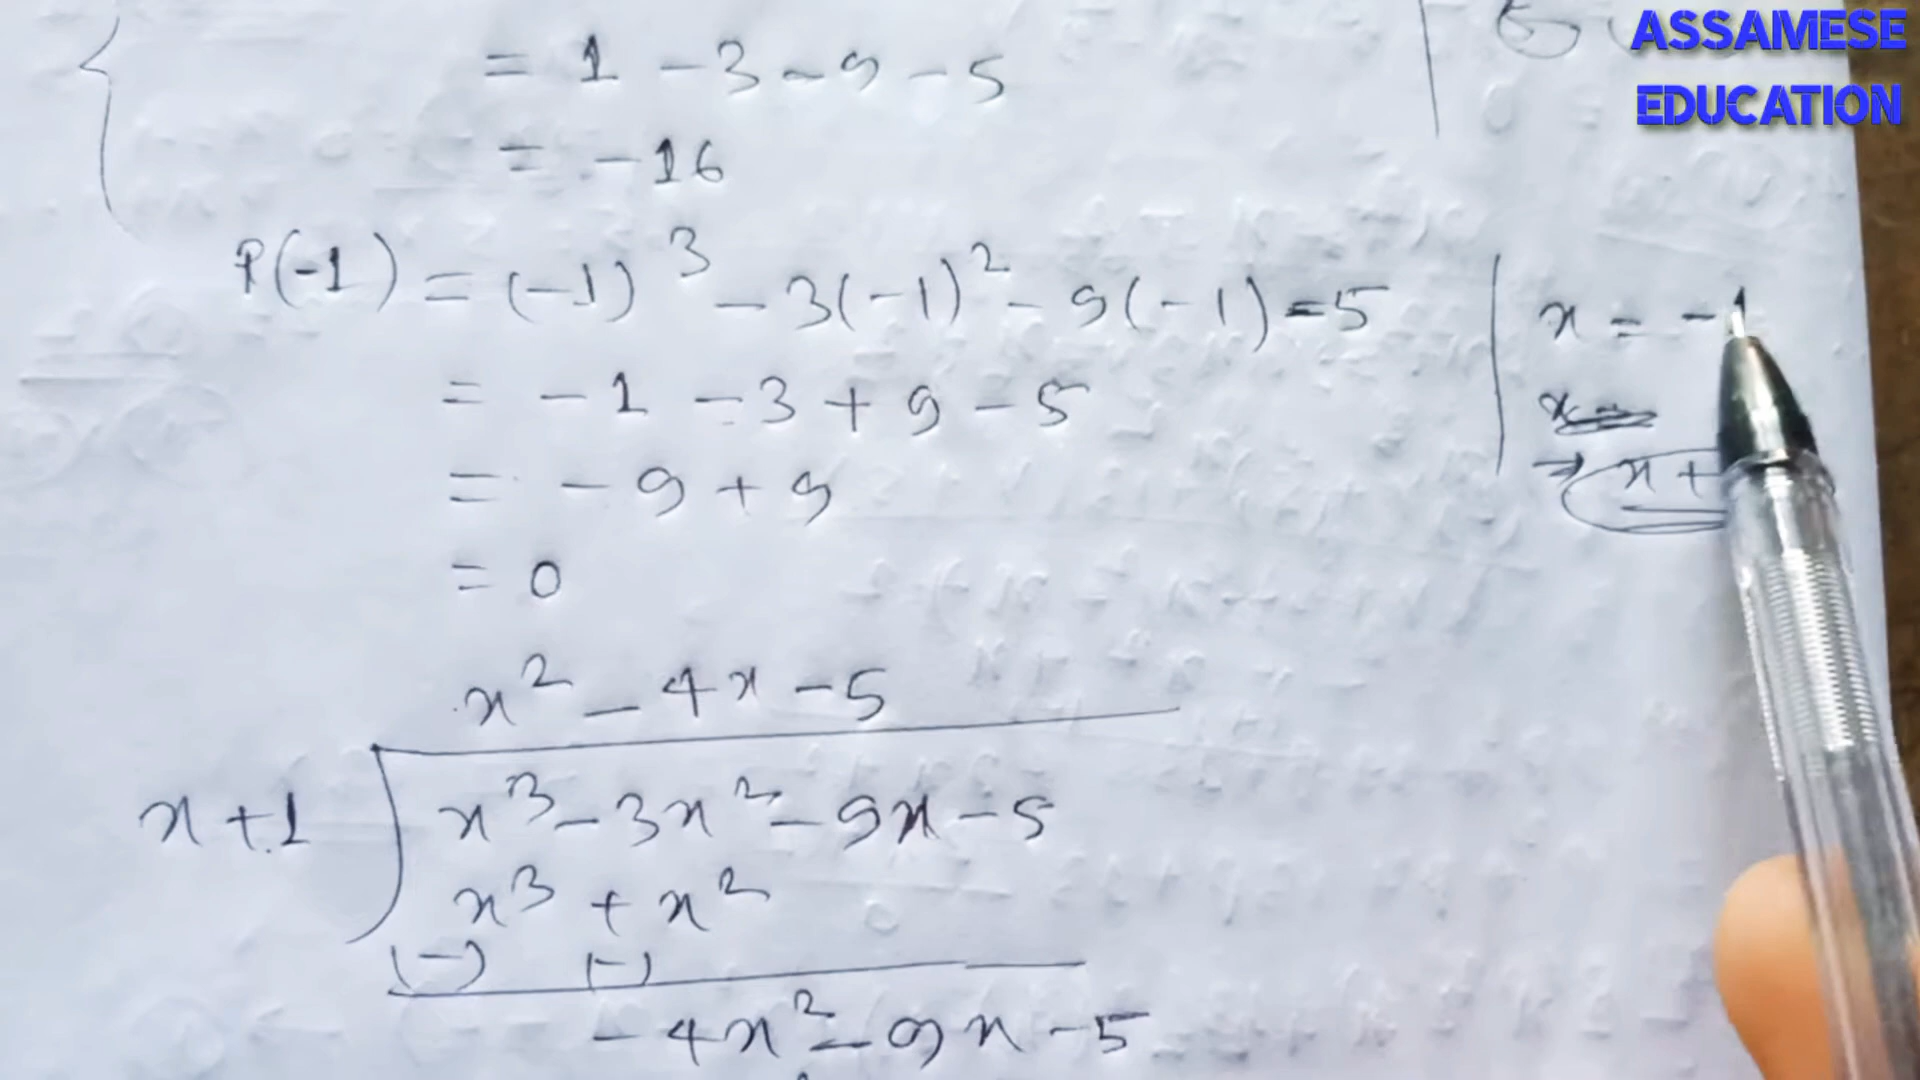 ASSAMESE
EDUCATION
= 1 - 3 - 9 - 5
= - 16
P(-1) = (-1)³ - 3(-1)² - 9(-1) - 5
= - 1 - 3 + 9 - 5
= - 9 + 9
= 0
x = -1
x =
⇒ x +
x² - 4x - 5
x + 1 ) x³ - 3x² - 9x - 5
x³ + x²
(-) (-)
- 4x² - 9x - 5